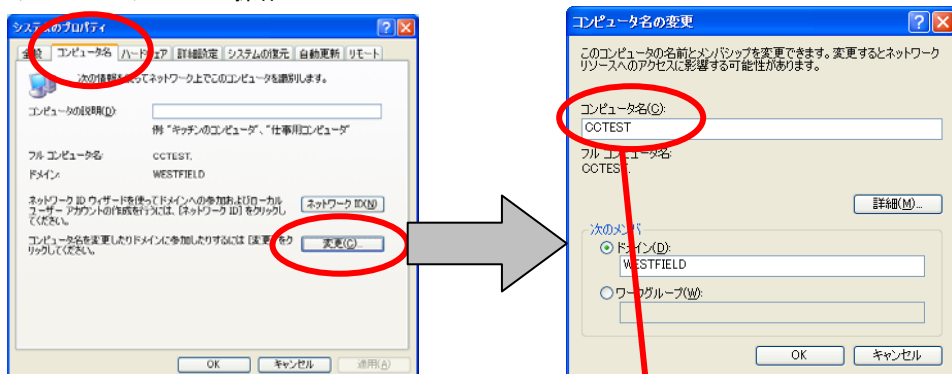 システムのプロパティ
コンピュータ名
ハードウェア
詳細設定
システムの復元
自動更新
リモート
次の情報を使ってネットワーク上でこのコンピュータを識別します。
コンピュータの説明(D):
例: "キッチンのコンピュータ"、"仕事用コンピュータ"
フル コンピュータ名:
CCTEST.
ドメイン:
WESTFIELD
ネットワーク ID ウィザードを使ってドメインへの参加およびローカル
ユーザー アカウントの作成を行うには、[ネットワーク ID] をクリックし
てください。
ネットワーク ID(N)
コンピュータ名を変更したりドメインに参加したりするには [変更] をク
リックしてください。
変更(C)...
OK
キャンセル
適用(A)
コンピュータ名の変更
このコンピュータの名前とメンバシップを変更できます。変更するとネットワーク
リソースへのアクセスに影響する可能性があります。
コンピュータ名(C):
CCTEST
フル コンピュータ名:
CCTEST.
詳細(M)...
次のメンバ
ドメイン(D):
WESTFIELD
ワークグループ(W):
OK
キャンセル